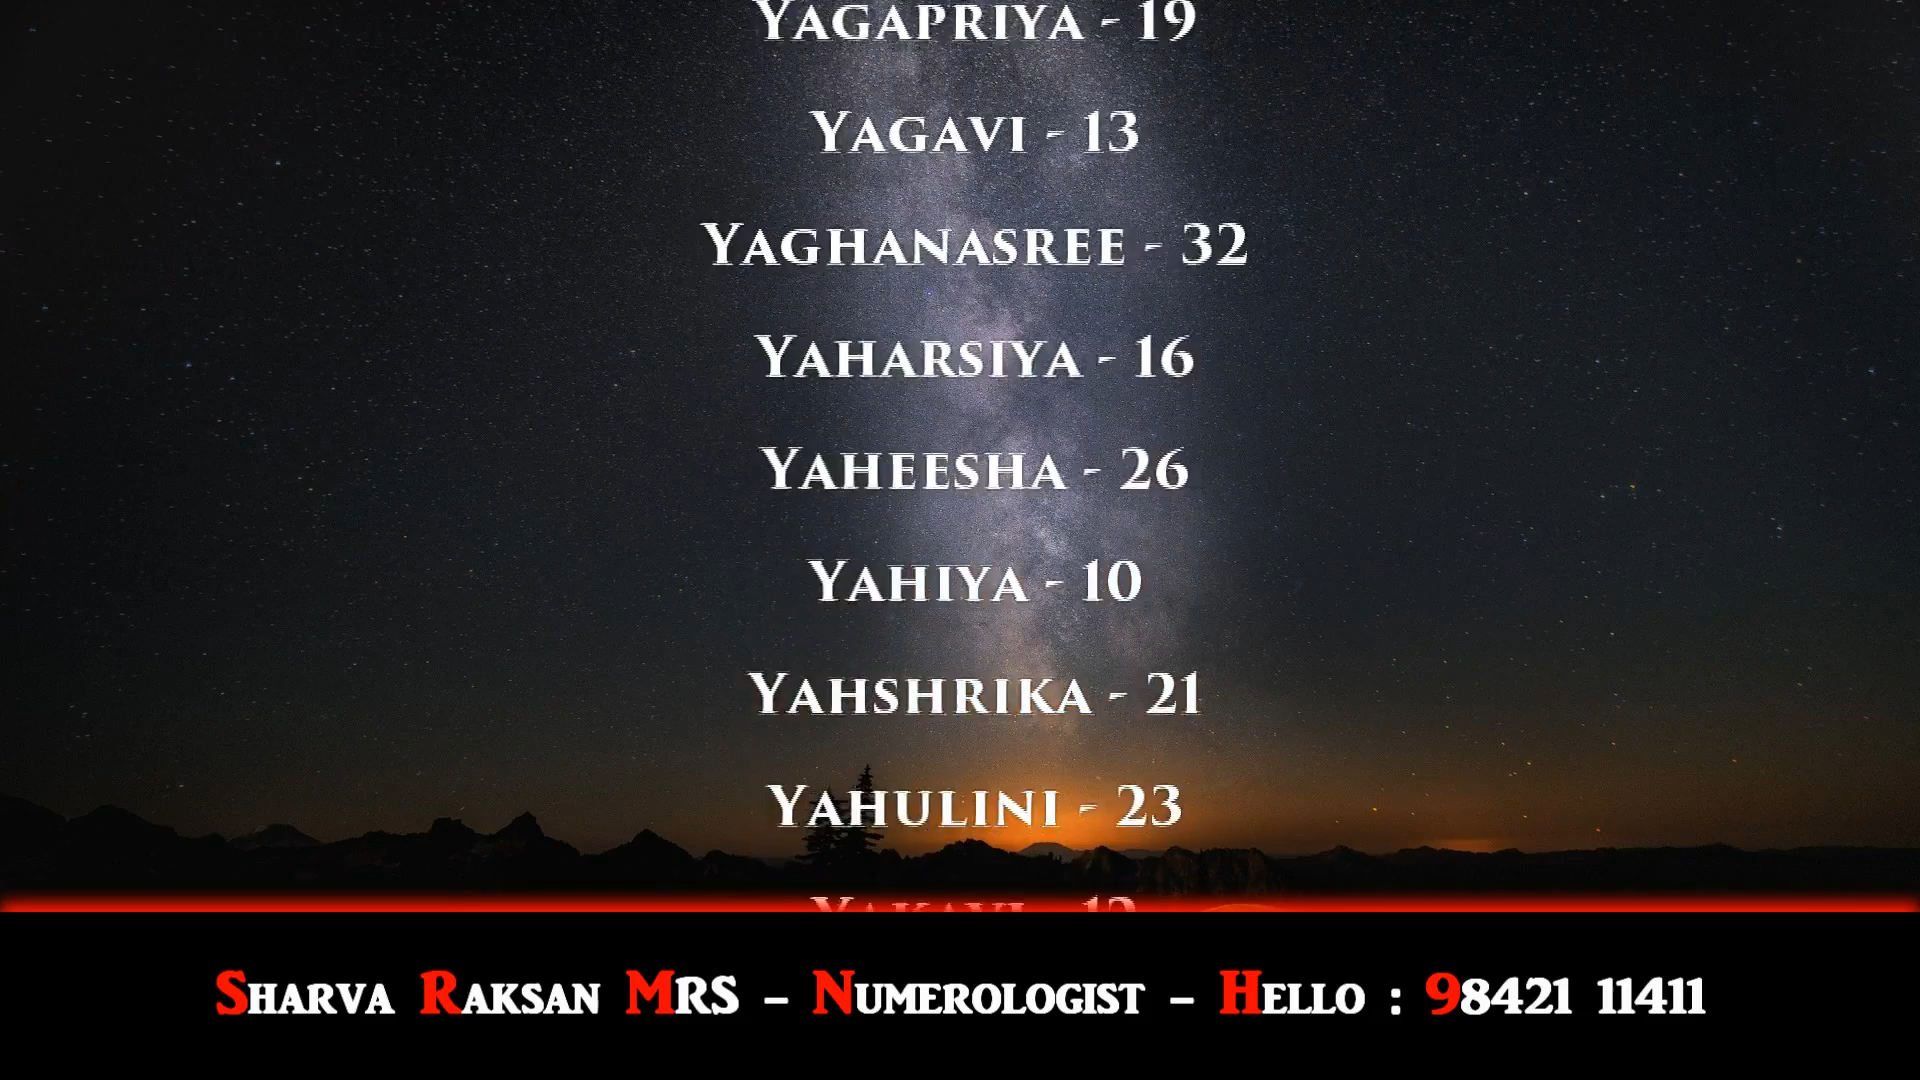 Yagapriya - 19
Yagavi - 13
Yaghanasree - 32
Yaharsiya - 16
Yaheesha - 26
Yahiya - 10
Yahshrika - 21
Yahulini - 23
Sharva Raksan MRS – Numerologist – Hello : 98421 11411